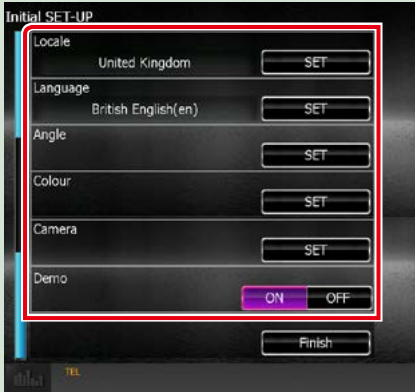 Initial SET-UP
Locale
United Kingdom SET
Language
British English(en) SET
Angle
SET
Colour
SET
Camera
SET
Demo
ON OFF
Finish
TEL